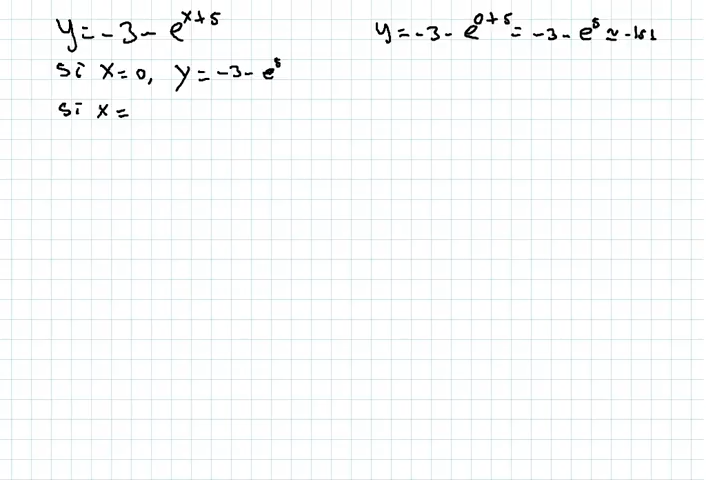 y = -3 - e^{x+5}
y = -3 - e^{0+5} = -3 - e^5 ≈ -151
si x = 0, y = -3 - e^5
si x =